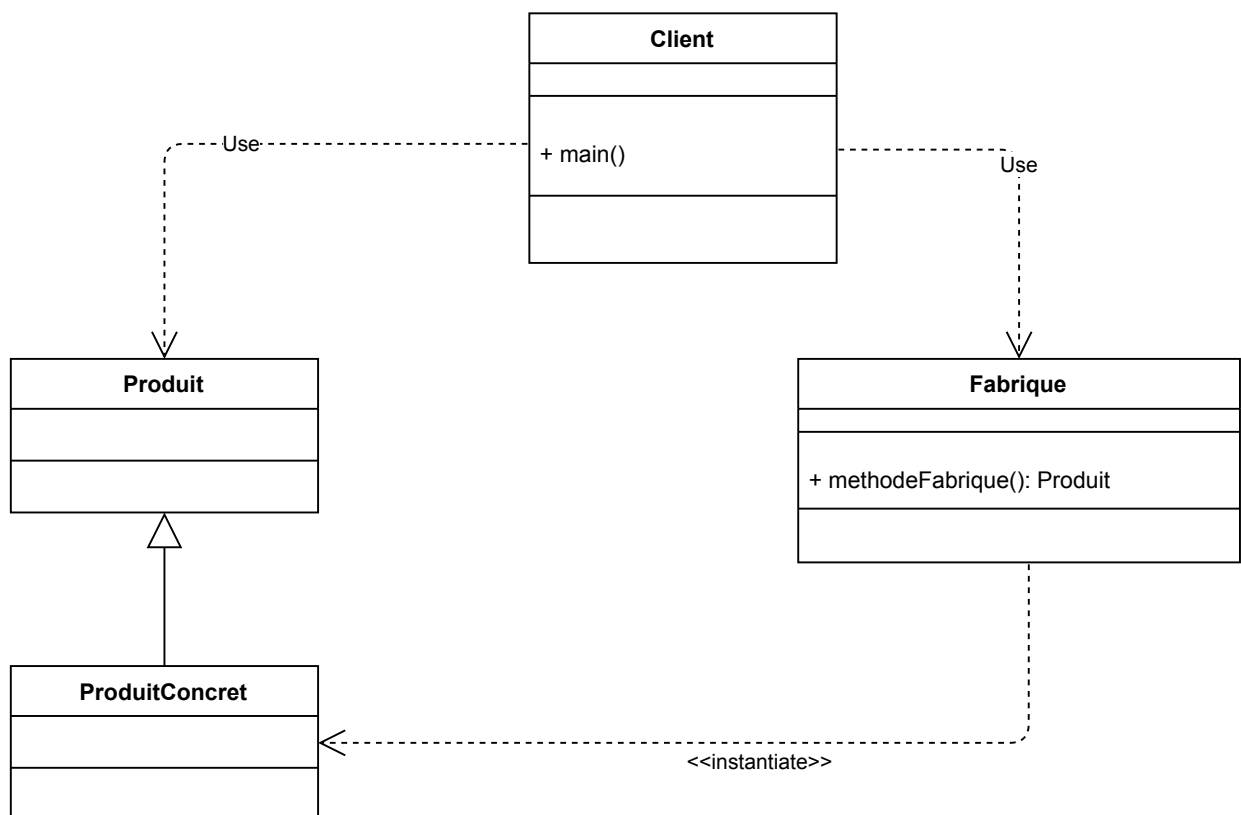 Client
+ main()
Use
Use
Produit
Fabrique
+ methodeFabrique(): Produit
ProduitConcret
<<instantiate>>